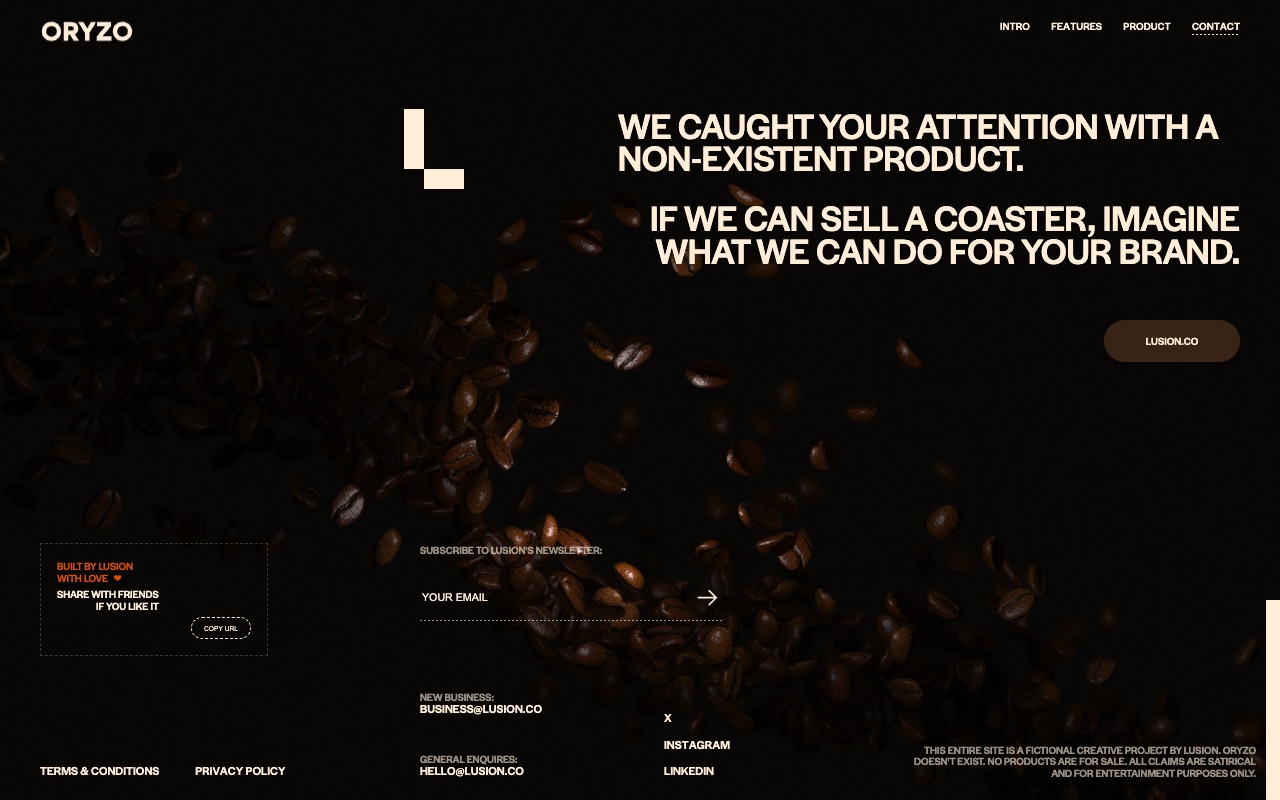 ORYZO
INTRO
FEATURES
PRODUCT
CONTACT
WE CAUGHT YOUR ATTENTION WITH A
NON-EXISTENT PRODUCT.
IF WE CAN SELL A COASTER, IMAGINE
WHAT WE CAN DO FOR YOUR BRAND.
LUSION.CO
BUILT BY LUSION
WITH LOVE ❤
SHARE WITH FRIENDS
IF YOU LIKE IT
COPY URL
SUBSCRIBE TO LUSION'S NEWSLETTER:
YOUR EMAIL
NEW BUSINESS:
BUSINESS@LUSION.CO
GENERAL ENQUIRES:
HELLO@LUSION.CO
X
INSTAGRAM
LINKEDIN
TERMS & CONDITIONS
PRIVACY POLICY
THIS ENTIRE SITE IS A FICTIONAL CREATIVE PROJECT BY LUSION. ORYZO
DOESN'T EXIST. NO PRODUCTS ARE FOR SALE. ALL CLAIMS ARE SATIRICAL
AND FOR ENTERTAINMENT PURPOSES ONLY.